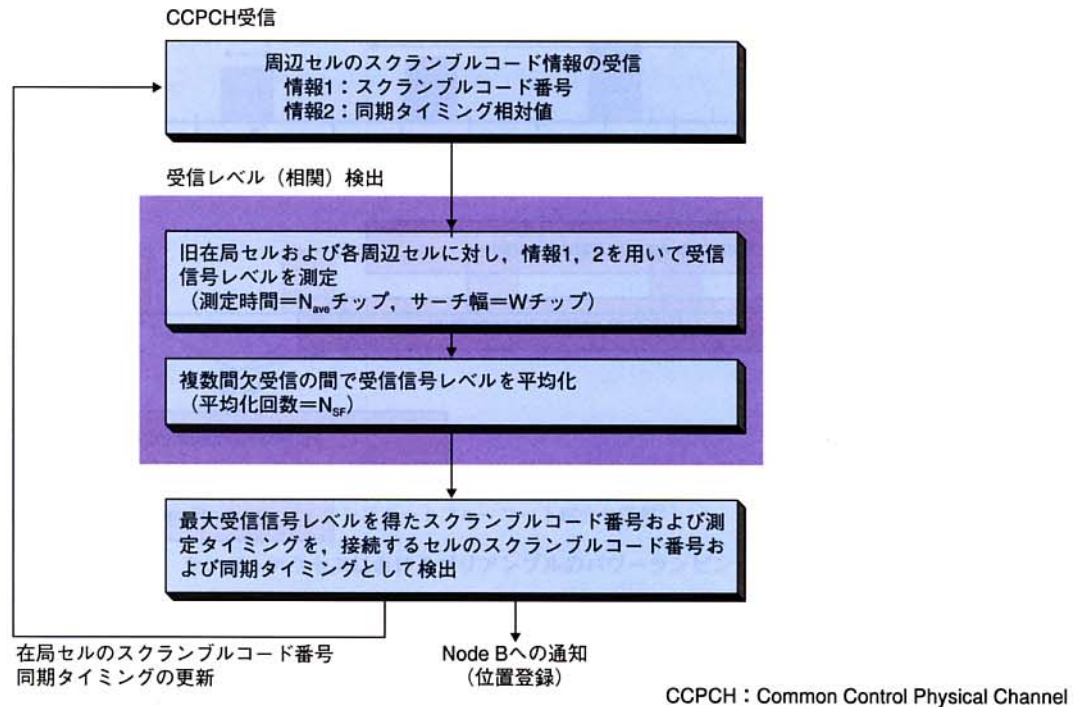 CCPCH受信
周辺セルのスクランブルコード情報の受信
情報1：スクランブルコード番号
情報2：同期タイミング相対値
受信レベル（相関）検出
旧在局セルおよび各周辺セルに対し，情報1，2を用いて受信
信号レベルを測定
（測定時間＝Naveチップ，サーチ幅＝Wチップ）
複数間欠受信の間で受信信号レベルを平均化
（平均化回数＝NSF）
最大受信信号レベルを得たスクランブルコード番号および測
定タイミングを，接続するセルのスクランブルコード番号お
よび同期タイミングとして検出
在局セルのスクランブルコード番号
同期タイミングの更新
Node Bへの通知
（位置登録）
CCPCH：Common Control Physical Channel